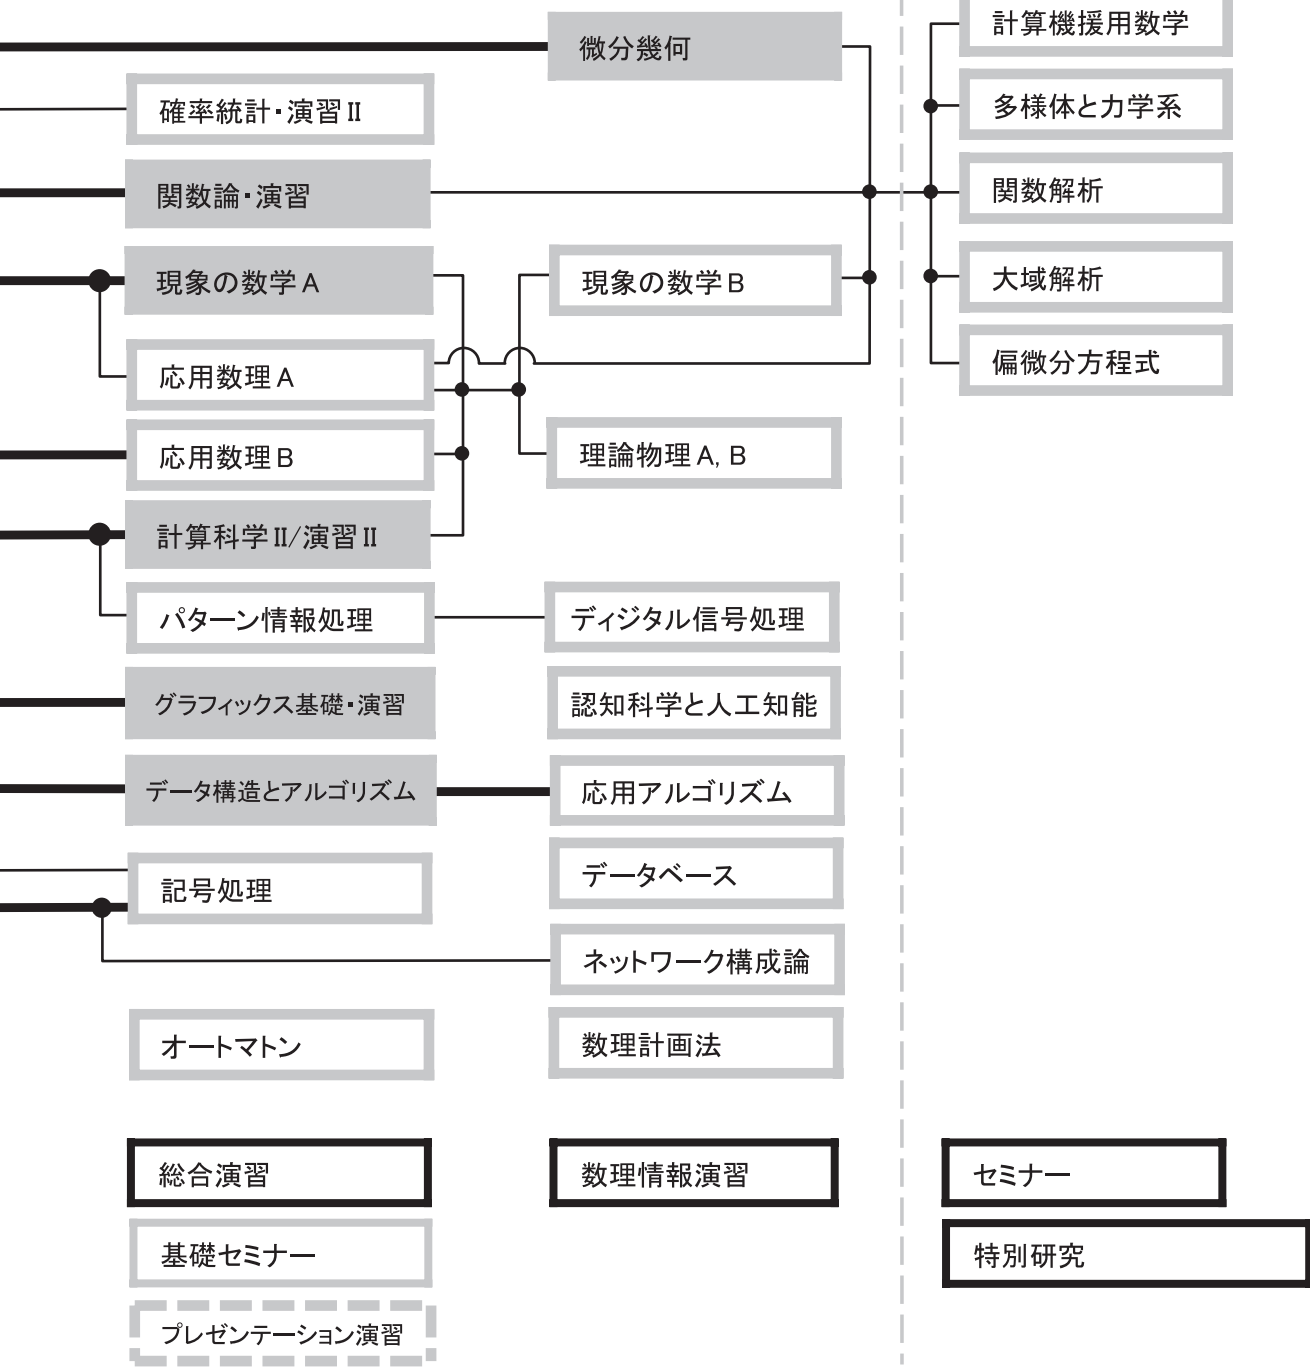 微分幾何
確率統計・演習 II
関数論・演習
現象の数学 A
現象の数学 B
応用数理 A
応用数理 B
理論物理 A, B
計算科学 II/演習 II
パターン情報処理
ディジタル信号処理
グラフィックス基礎・演習
認知科学と人工知能
データ構造とアルゴリズム
応用アルゴリズム
データベース
記号処理
ネットワーク構成論
オートマトン
数理計画法
計算機援用数学
多様体と力学系
関数解析
大域解析
偏微分方程式
総合演習
数理情報演習
セミナー
基礎セミナー
特別研究
プレゼンテーション演習